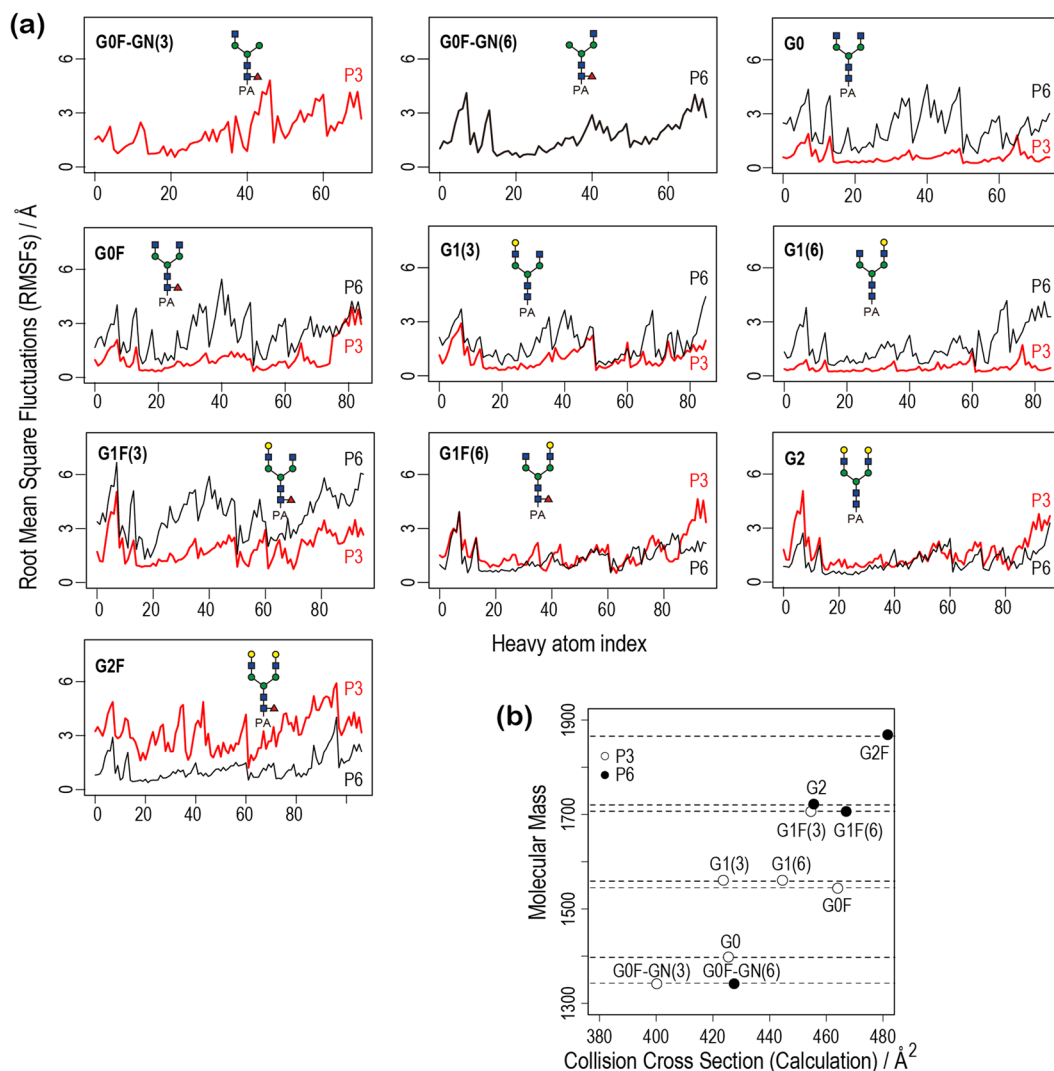 (a)
G0F-GN(3)
P3
PA
6
3
0
0 20 40 60
G0F-GN(6)
P6
PA
6
3
0
0 20 40 60
G0
P6
P3
PA
6
3
0
0 20 40 60 80
G0F
P6
P3
PA
6
3
0
0 20 40 60 80
G1(3)
P6
P3
PA
6
3
0
0 20 40 60 80
G1(6)
P6
P3
PA
6
3
0
0 20 40 60 80
G1F(3)
P6
P3
PA
6
3
0
0 20 40 60 80
G1F(6)
P3
P6
PA
6
3
0
0 20 40 60 80
G2
P3
P6
PA
6
3
0
0 20 40 60 80
G2F
P3
P6
PA
6
3
0
0 20 40 60 80
Root Mean Square Fluctuations (RMSFs) / Å
Heavy atom index
(b)
Molecular Mass
1900
1700
1500
1300
P3
P6
G2F
G2
G1F(3) G1F(6)
G1(3) G1(6)
G0F
G0
G0F-GN(3) G0F-GN(6)
380 400 420 440 460 480
Collision Cross Section (Calculation) / Å²